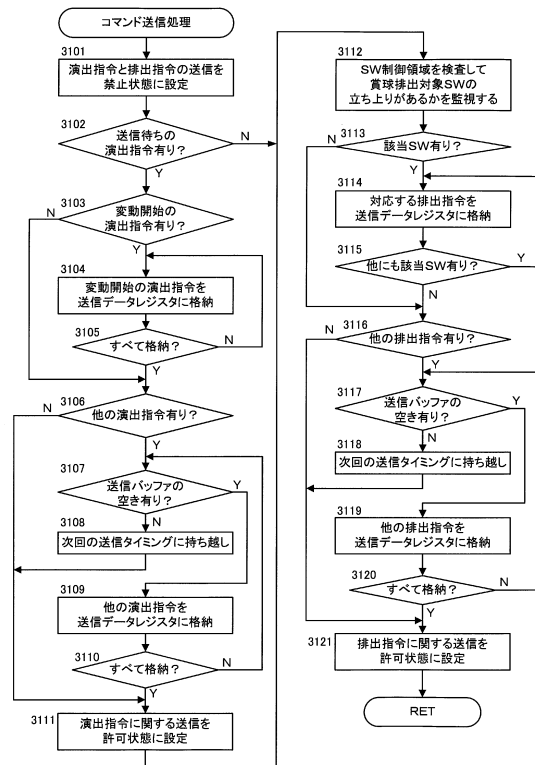 コマンド送信処理
3101
演出指令と排出指令の送信を
禁止状態に設定
3102
送信待ちの
演出指令有り？
N
Y
3103
変動開始の
演出指令有り？
N
Y
3104
変動開始の演出指令を
送信データレジスタに格納
3105
すべて格納？
N
Y
3106
他の演出指令有り？
N
Y
3107
送信バッファの
空き有り？
Y
N
3108
次回の送信タイミングに持ち越し
3109
他の演出指令を
送信データレジスタに格納
3110
すべて格納？
N
Y
3111
演出指令に関する送信を
許可状態に設定
3112
SW制御領域を検査して
賞球排出対象SWの
立ち上りがあるかを監視する
3113
該当SW有り？
N
Y
3114
対応する排出指令を
送信データレジスタに格納
3115
他にも該当SW有り？
Y
N
3116
他の排出指令有り？
N
Y
3117
送信バッファの
空き有り？
Y
N
3118
次回の送信タイミングに持ち越し
3119
他の排出指令を
送信データレジスタに格納
3120
すべて格納？
N
Y
3121
排出指令に関する送信を
許可状態に設定
RET